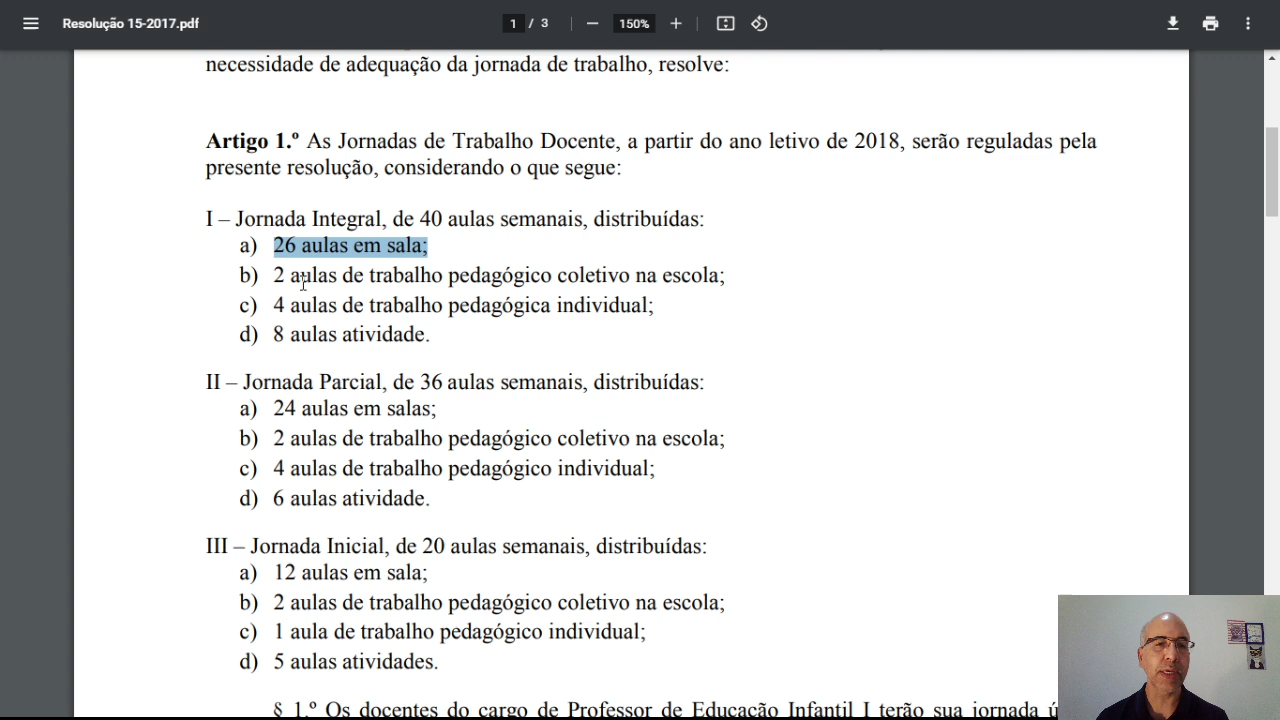 Resolução 15-2017.pdf
1 / 3
150%
necessidade de adequação da jornada de trabalho, resolve:
Artigo 1.º As Jornadas de Trabalho Docente, a partir do ano letivo de 2018, serão reguladas pela
presente resolução, considerando o que segue:
I – Jornada Integral, de 40 aulas semanais, distribuídas:
a) 26 aulas em sala;
b) 2 aulas de trabalho pedagógico coletivo na escola;
c) 4 aulas de trabalho pedagógica individual;
d) 8 aulas atividade.
II – Jornada Parcial, de 36 aulas semanais, distribuídas:
a) 24 aulas em salas;
b) 2 aulas de trabalho pedagógico coletivo na escola;
c) 4 aulas de trabalho pedagógico individual;
d) 6 aulas atividade.
III – Jornada Inicial, de 20 aulas semanais, distribuídas:
a) 12 aulas em sala;
b) 2 aulas de trabalho pedagógico coletivo na escola;
c) 1 aula de trabalho pedagógico individual;
d) 5 aulas atividades.
§ 1.º Os docentes do cargo de Professor de Educação Infantil I terão sua jornada